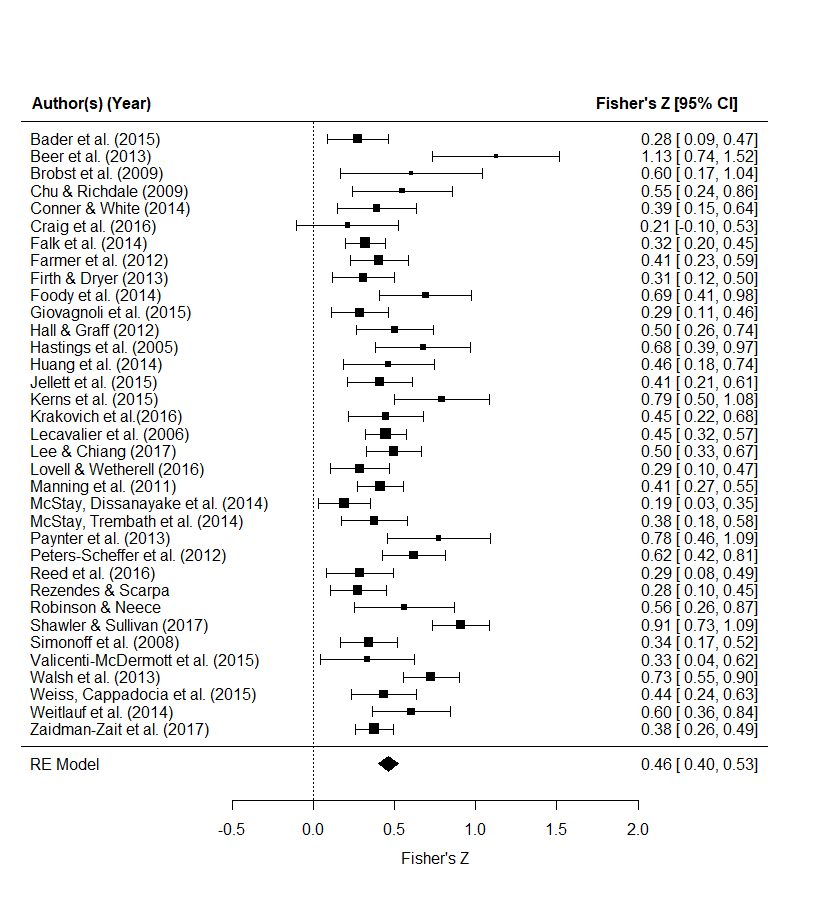 Author(s) (Year) Fisher's Z [95% CI]
Bader et al. (2015) 0.28 [ 0.09, 0.47]
Beer et al. (2013) 1.13 [ 0.74, 1.52]
Brobst et al. (2009) 0.60 [ 0.17, 1.04]
Chu & Richdale (2009) 0.55 [ 0.24, 0.86]
Conner & White (2014) 0.39 [ 0.15, 0.64]
Craig et al. (2016) 0.21 [-0.10, 0.53]
Falk et al. (2014) 0.32 [ 0.20, 0.45]
Farmer et al. (2012) 0.41 [ 0.23, 0.59]
Firth & Dryer (2013) 0.31 [ 0.12, 0.50]
Foody et al. (2014) 0.69 [ 0.41, 0.98]
Giovagnoli et al. (2015) 0.29 [ 0.11, 0.46]
Hall & Graff (2012) 0.50 [ 0.26, 0.74]
Hastings et al. (2005) 0.68 [ 0.39, 0.97]
Huang et al. (2014) 0.46 [ 0.18, 0.74]
Jellett et al. (2015) 0.41 [ 0.21, 0.61]
Kerns et al. (2015) 0.79 [ 0.50, 1.08]
Krakovich et al.(2016) 0.45 [ 0.22, 0.68]
Lecavalier et al. (2006) 0.45 [ 0.32, 0.57]
Lee & Chiang (2017) 0.50 [ 0.33, 0.67]
Lovell & Wetherell (2016) 0.29 [ 0.10, 0.47]
Manning et al. (2011) 0.41 [ 0.27, 0.55]
McStay, Dissanayake et al. (2014) 0.19 [ 0.03, 0.35]
McStay, Trembath et al. (2014) 0.38 [ 0.18, 0.58]
Paynter et al. (2013) 0.78 [ 0.46, 1.09]
Peters-Scheffer et al. (2012) 0.62 [ 0.42, 0.81]
Reed et al. (2016) 0.29 [ 0.08, 0.49]
Rezendes & Scarpa 0.28 [ 0.10, 0.45]
Robinson & Neece 0.56 [ 0.26, 0.87]
Shawler & Sullivan (2017) 0.91 [ 0.73, 1.09]
Simonoff et al. (2008) 0.34 [ 0.17, 0.52]
Valicenti-McDermott et al. (2015) 0.33 [ 0.04, 0.62]
Walsh et al. (2013) 0.73 [ 0.55, 0.90]
Weiss, Cappadocia et al. (2015) 0.44 [ 0.24, 0.63]
Weitlauf et al. (2014) 0.60 [ 0.36, 0.84]
Zaidman-Zait et al. (2017) 0.38 [ 0.26, 0.49]
RE Model 0.46 [ 0.40, 0.53]
-0.5 0.0 0.5 1.0 1.5 2.0
Fisher's Z